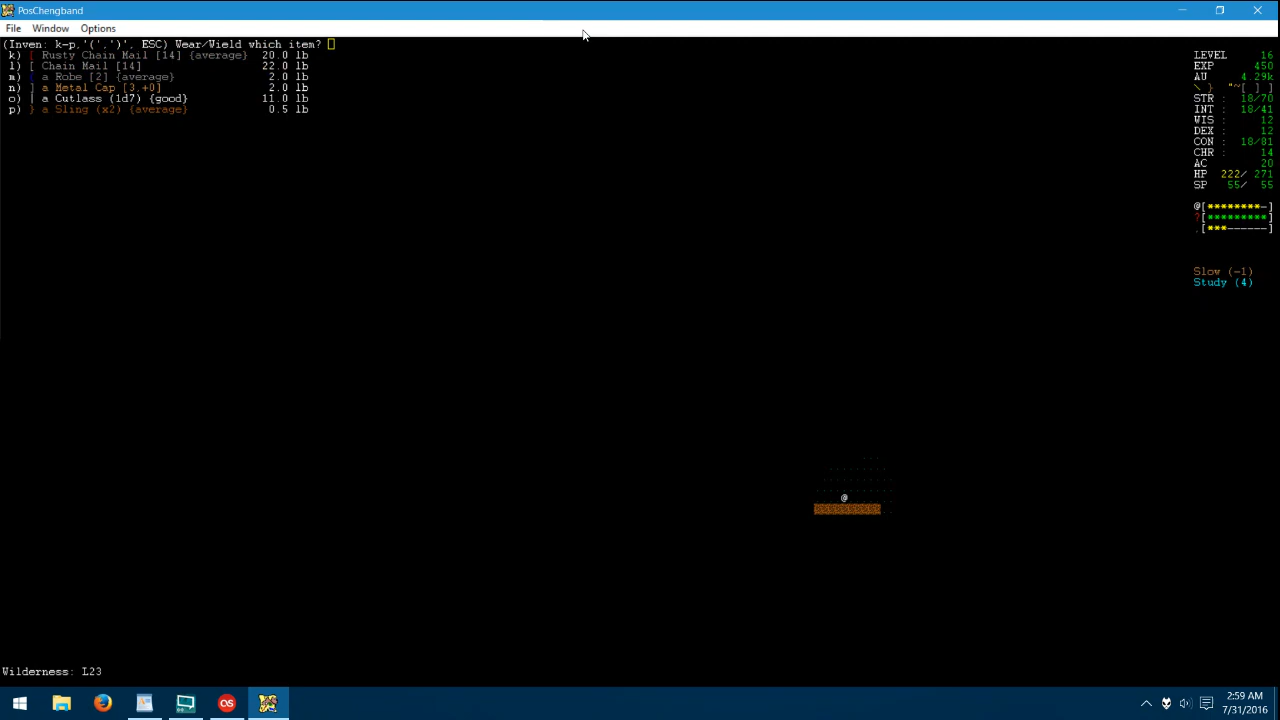 PosChengband
File Window Options
(Inven: k-p,'(',')', ESC) Wear/Wield which item?
k) [ Rusty Chain Mail [14] {average} 20.0 lb
l) [ Chain Mail [14] 22.0 lb
m) ( a Robe [2] {average} 2.0 lb
n) ] a Metal Cap [3,+0] 2.0 lb
o) | a Cutlass (1d7) {good} 11.0 lb
p) } a Sling (x2) {average} 0.5 lb
LEVEL 16
EXP 450
AU 4.29k
\ } "~[ ] ]
STR : 18/70
INT : 18/41
WIS : 12
DEX : 12
CON : 18/81
CHR : 14
AC 20
HP 222/ 271
SP 55/ 55
@[********-]
?[*********]
.[***------]
Slow (-1)
Study (4)
@
Wilderness: L23
2:59 AM
7/31/2016